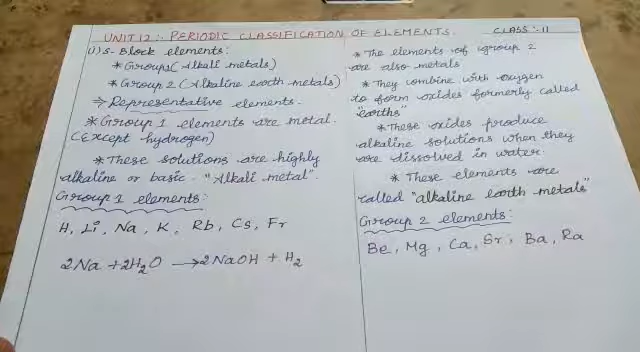 UNIT 12:- PERIODIC CLASSIFICATION OF ELEMENTS. CLASS:-11
(1) S-Block elements:
* Group1 (Alkali metals)
* Group 2 (Alkaline earth metals)
⇒ Representative elements.
* Group 1 elements are metal.
(Except hydrogen)
* These solutions are highly
alkaline or basic - "Alkali metal".
Group 1 elements:
H, Li, Na, K, Rb, Cs, Fr
2Na + 2H₂O → 2NaOH + H₂
* The elements of group 2
are also metals
* They combine with oxygen
to form oxides formerly called
"earths"
* These oxides produce
alkaline solutions when they
are dissolved in water.
* These elements are
called "alkaline earth metals"
Group 2 elements:
Be, Mg, Ca, Sr, Ba, Ra